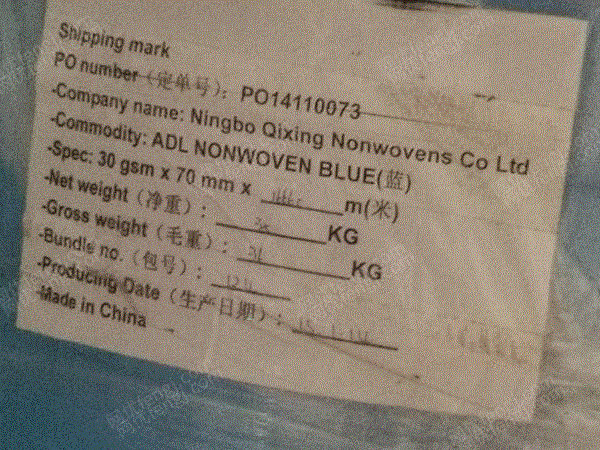 Shipping mark
PO number (定单号): PO14110073
-Company name: Ningbo Qixing Nonwovens Co Ltd
-Commodity: ADL NONWOVEN BLUE(蓝)
-Spec: 30 gsm x 70 mm x m(米)
-Net weight (净重): KG
-Gross weight (毛重): KG
-Bundle no. (包号):
-Producing Date (生产日期):
-Made in China